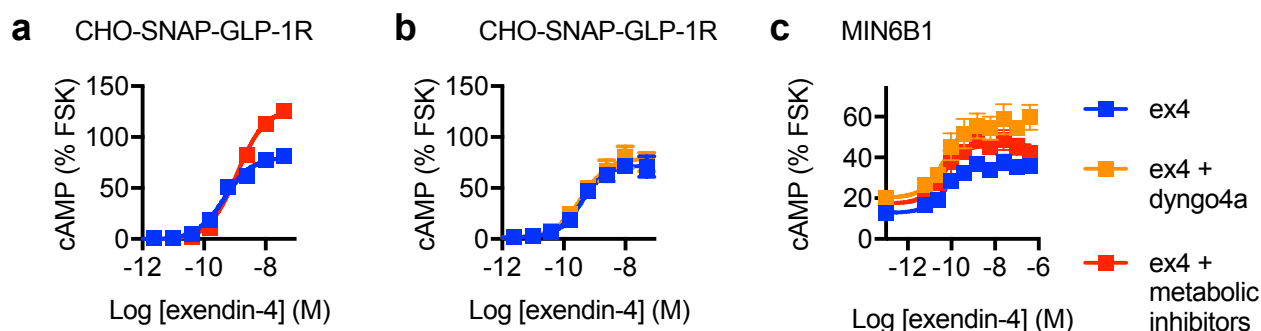 a CHO-SNAP-GLP-1R
cAMP (% FSK)
150
100
50
0
-12 -10 -8
Log [exendin-4] (M)
b CHO-SNAP-GLP-1R
cAMP (% FSK)
150
100
50
0
-12 -10 -8
Log [exendin-4] (M)
c MIN6B1
cAMP (% FSK)
60
40
20
0
-12 -10 -8 -6
Log [exendin-4] (M)
ex4
ex4 +
dyngo4a
ex4 +
metabolic
inhibitors